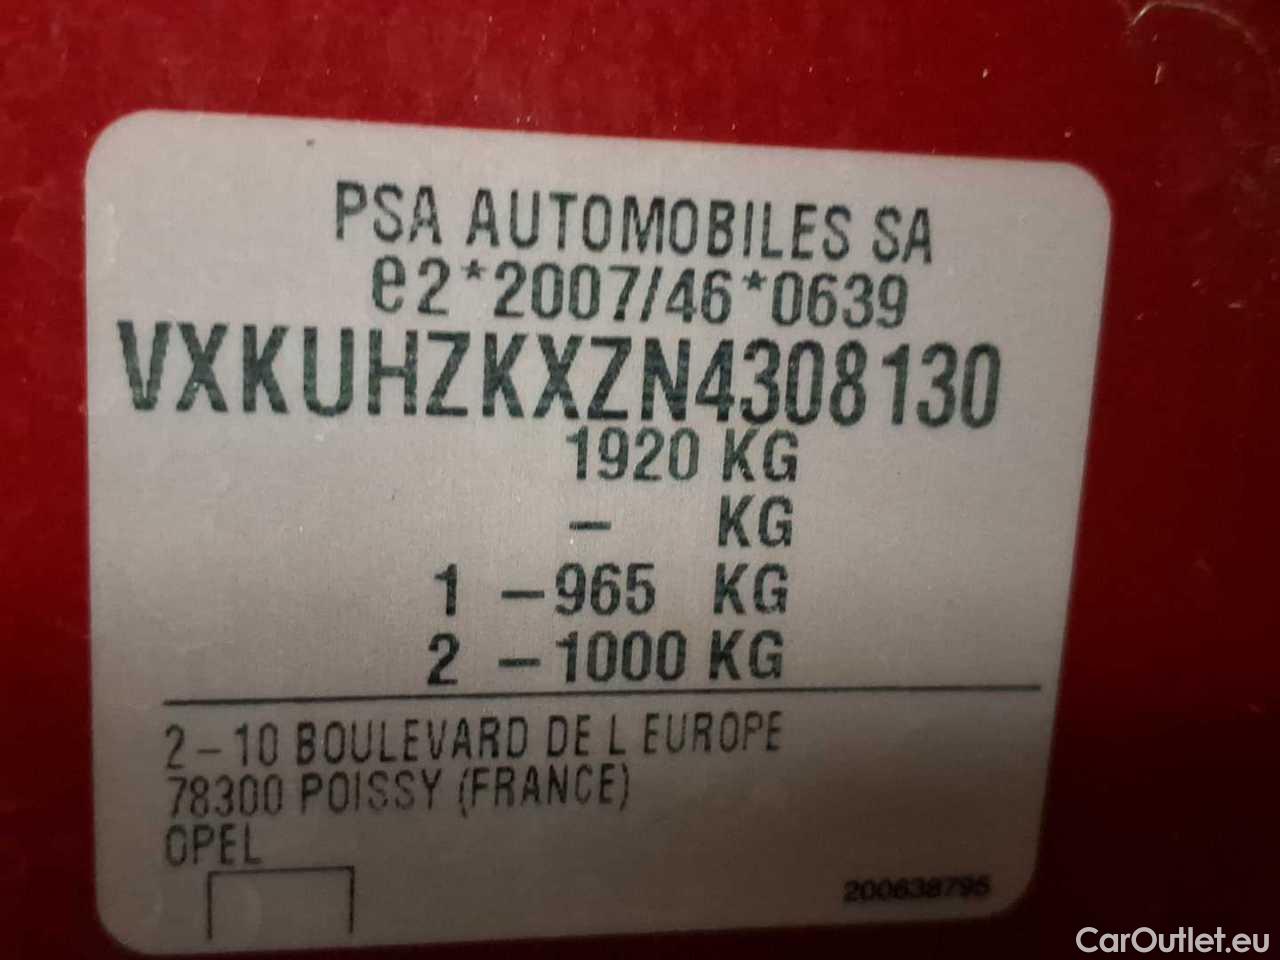 PSA AUTOMOBILES SA
e2*2007/46*0639
VXKUHZKXZN4308130
1920 KG
- KG
1 -965 KG
2 -1000 KG
2-10 BOULEVARD DE L EUROPE
78300 POISSY (FRANCE)
OPEL
200638795
CarOutlet.eu